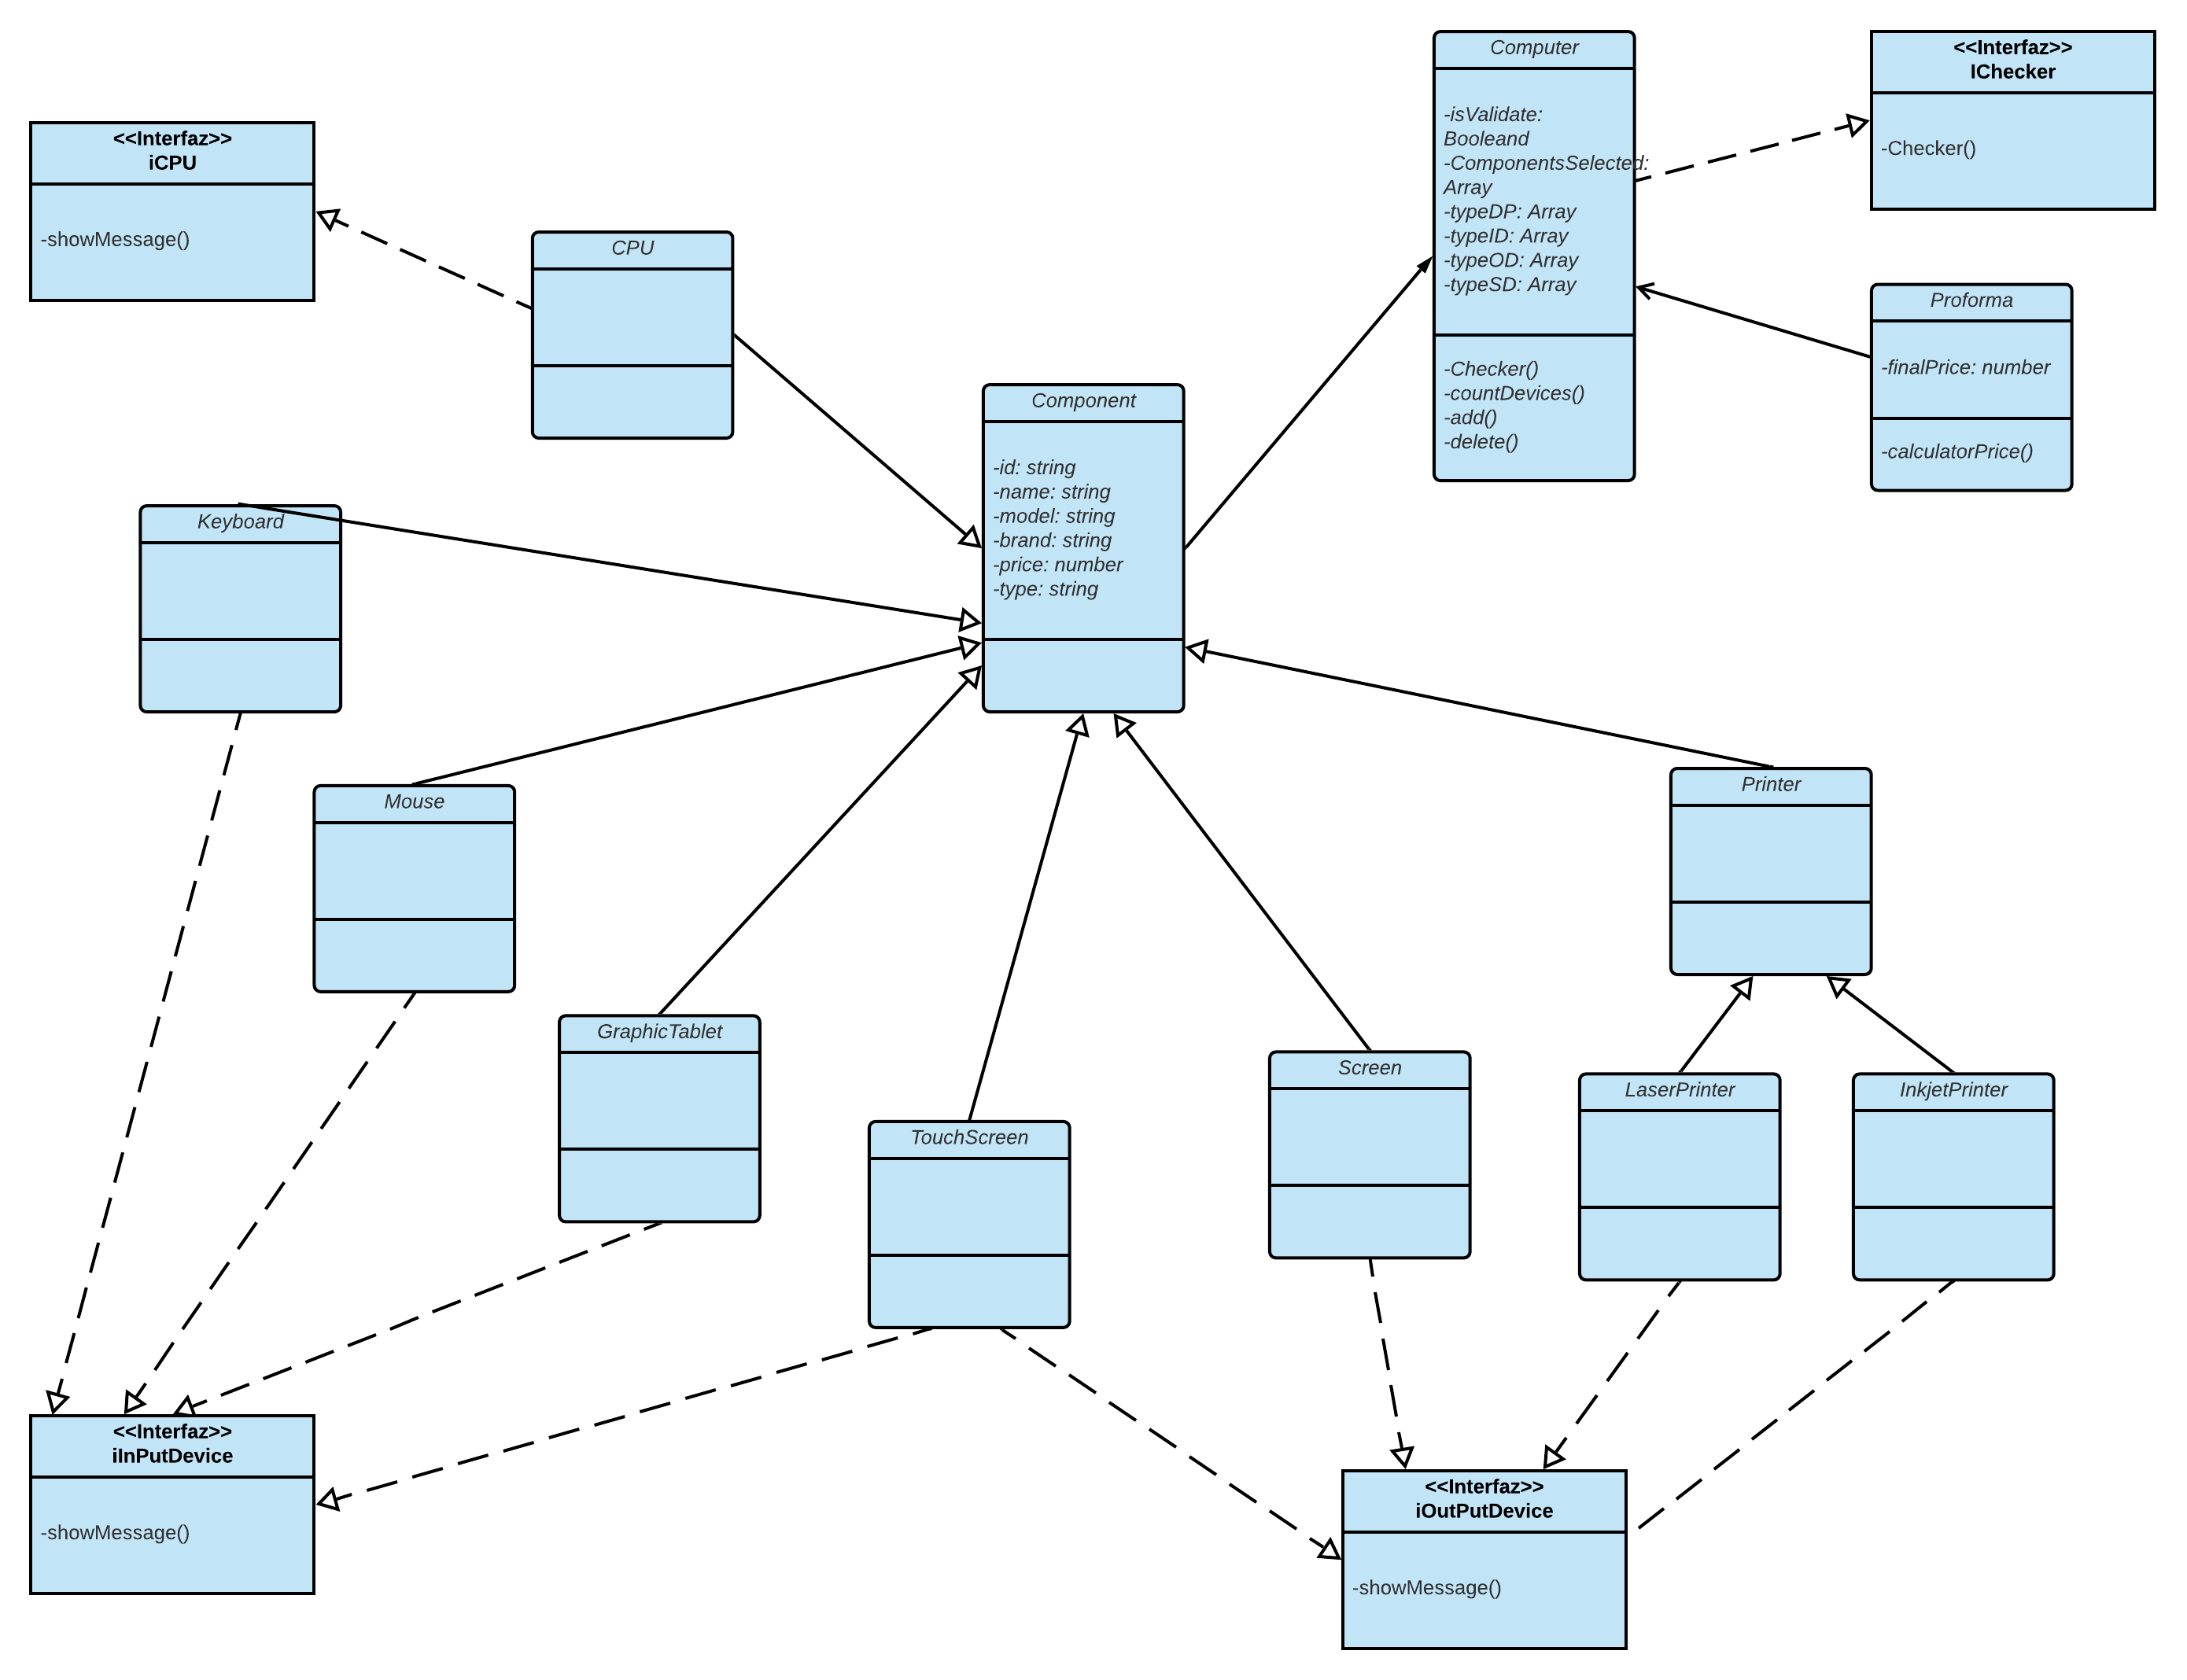 Computer
-isValidate:
Booleand
-ComponentsSelected:
Array
-typeDP: Array
-typeID: Array
-typeOD: Array
-typeSD: Array
-Checker()
-countDevices()
-add()
-delete()
<<Interfaz>>
IChecker
-Checker()
<<Interfaz>>
iCPU
-showMessage()
CPU
Proforma
-finalPrice: number
-calculatorPrice()
Component
-id: string
-name: string
-model: string
-brand: string
-price: number
-type: string
Keyboard
Mouse
Printer
GraphicTablet
Screen
LaserPrinter
InkjetPrinter
TouchScreen
<<Interfaz>>
iInPutDevice
-showMessage()
<<Interfaz>>
iOutPutDevice
-showMessage()